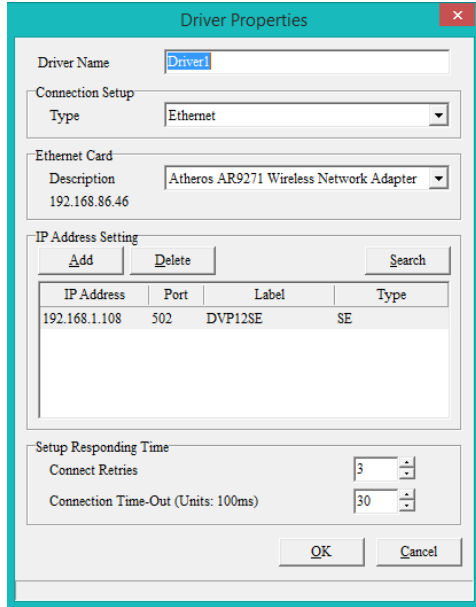 Driver Properties
Driver Name Driver1
Connection Setup
Type Ethernet
Ethernet Card
Description Atheros AR9271 Wireless Network Adapter
192.168.86.46
IP Address Setting
Add Delete Search
IP Address Port Label Type
192.168.1.108 502 DVP12SE SE
Setup Responding Time
Connect Retries 3
Connection Time-Out (Units: 100ms) 30
OK Cancel